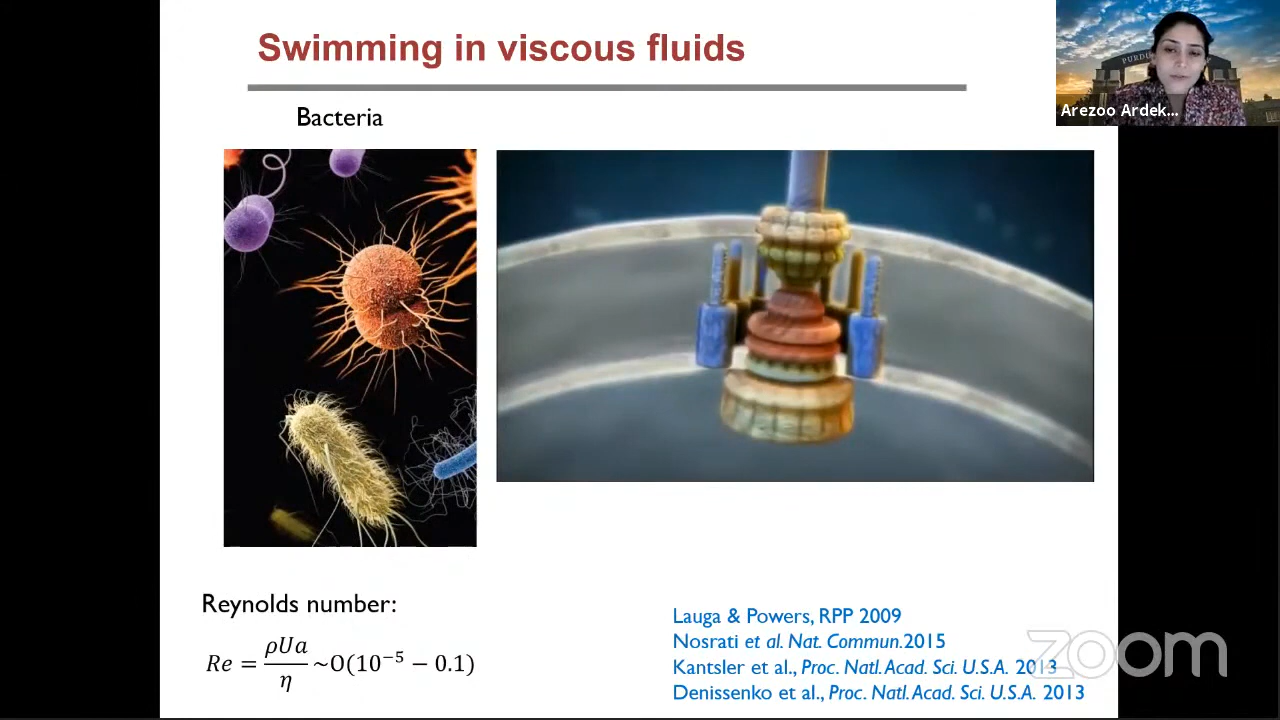 Swimming in viscous fluids
PURDU
Arezoo Ardek...
Bacteria
Reynolds number:
Re = ρUa/η ~O(10⁻⁵ − 0.1)
Lauga & Powers, RPP 2009
Nosrati et al. Nat. Commun.2015
Kantsler et al., Proc. Natl. Acad. Sci. U.S.A. 2013
Denissenko et al., Proc. Natl. Acad. Sci. U.S.A. 2013
zoom